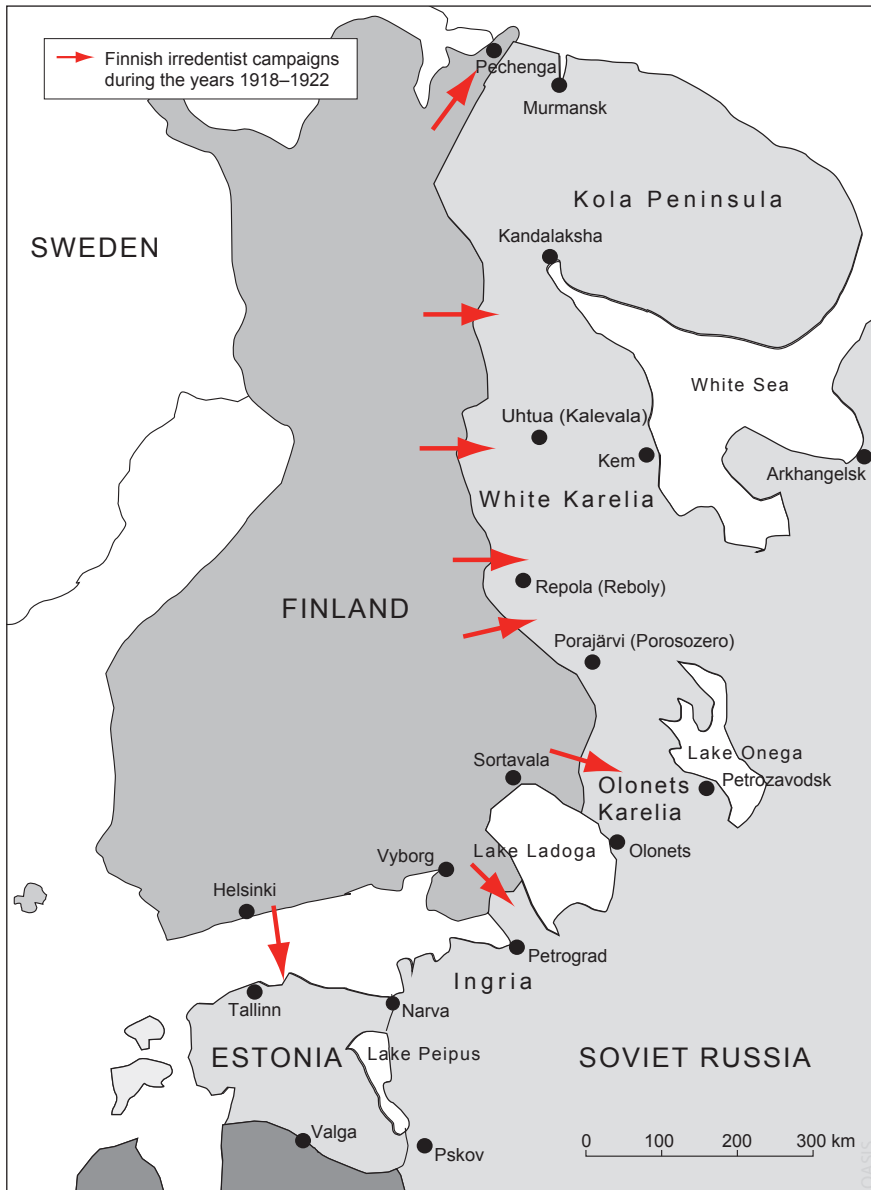 Finnish irredentist campaigns
during the years 1918–1922
Pechenga
Murmansk
Kola Peninsula
SWEDEN
Kandalaksha
White Sea
Uhtua (Kalevala)
Kem
Arkhangelsk
White Karelia
Repola (Reboly)
FINLAND
Porajärvi (Porosozero)
Lake Onega
Sortavala
Petrozavodsk
Olonets
Karelia
Lake Ladoga
Olonets
Vyborg
Helsinki
Petrograd
Ingria
Tallinn
Narva
ESTONIA
Lake Peipus
SOVIET RUSSIA
Valga
Pskov
0 100 200 300 km
OASIS